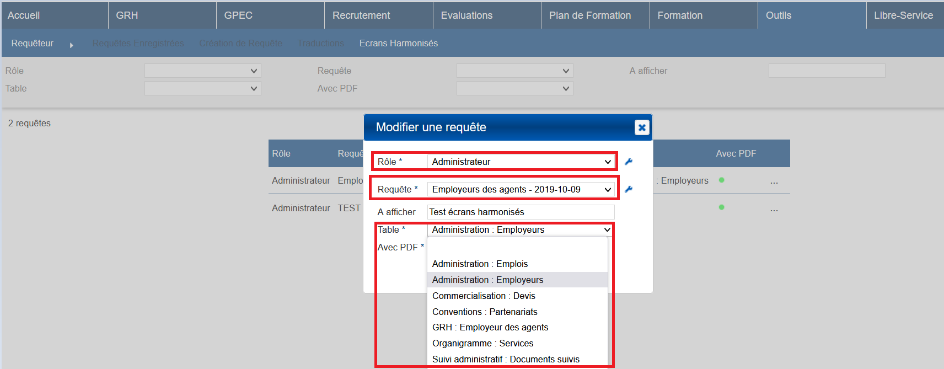 Accueil GRH GPEC Recrutement Evaluations Plan de Formation Formation Outils Libre-Service
Requêteur Requêtes Enregistrées Création de Requête Traductions Ecrans Harmonisés
Rôle Requête A afficher
Table Avec PDF
2 requêtes
Modifier une requête
Rôle Requê Avec PDF
Rôle * Administrateur
Administrateur Emplo . Employeurs ...
Requête * Employeurs des agents - 2019-10-09
Administrateur TEST ...
A afficher Test écrans harmonisés
Table * Administration : Employeurs
Avec PDF *
Administration : Emplois
Administration : Employeurs
Commercialisation : Devis
Conventions : Partenariats
GRH : Employeur des agents
Organigramme : Services
Suivi administratif : Documents suivis